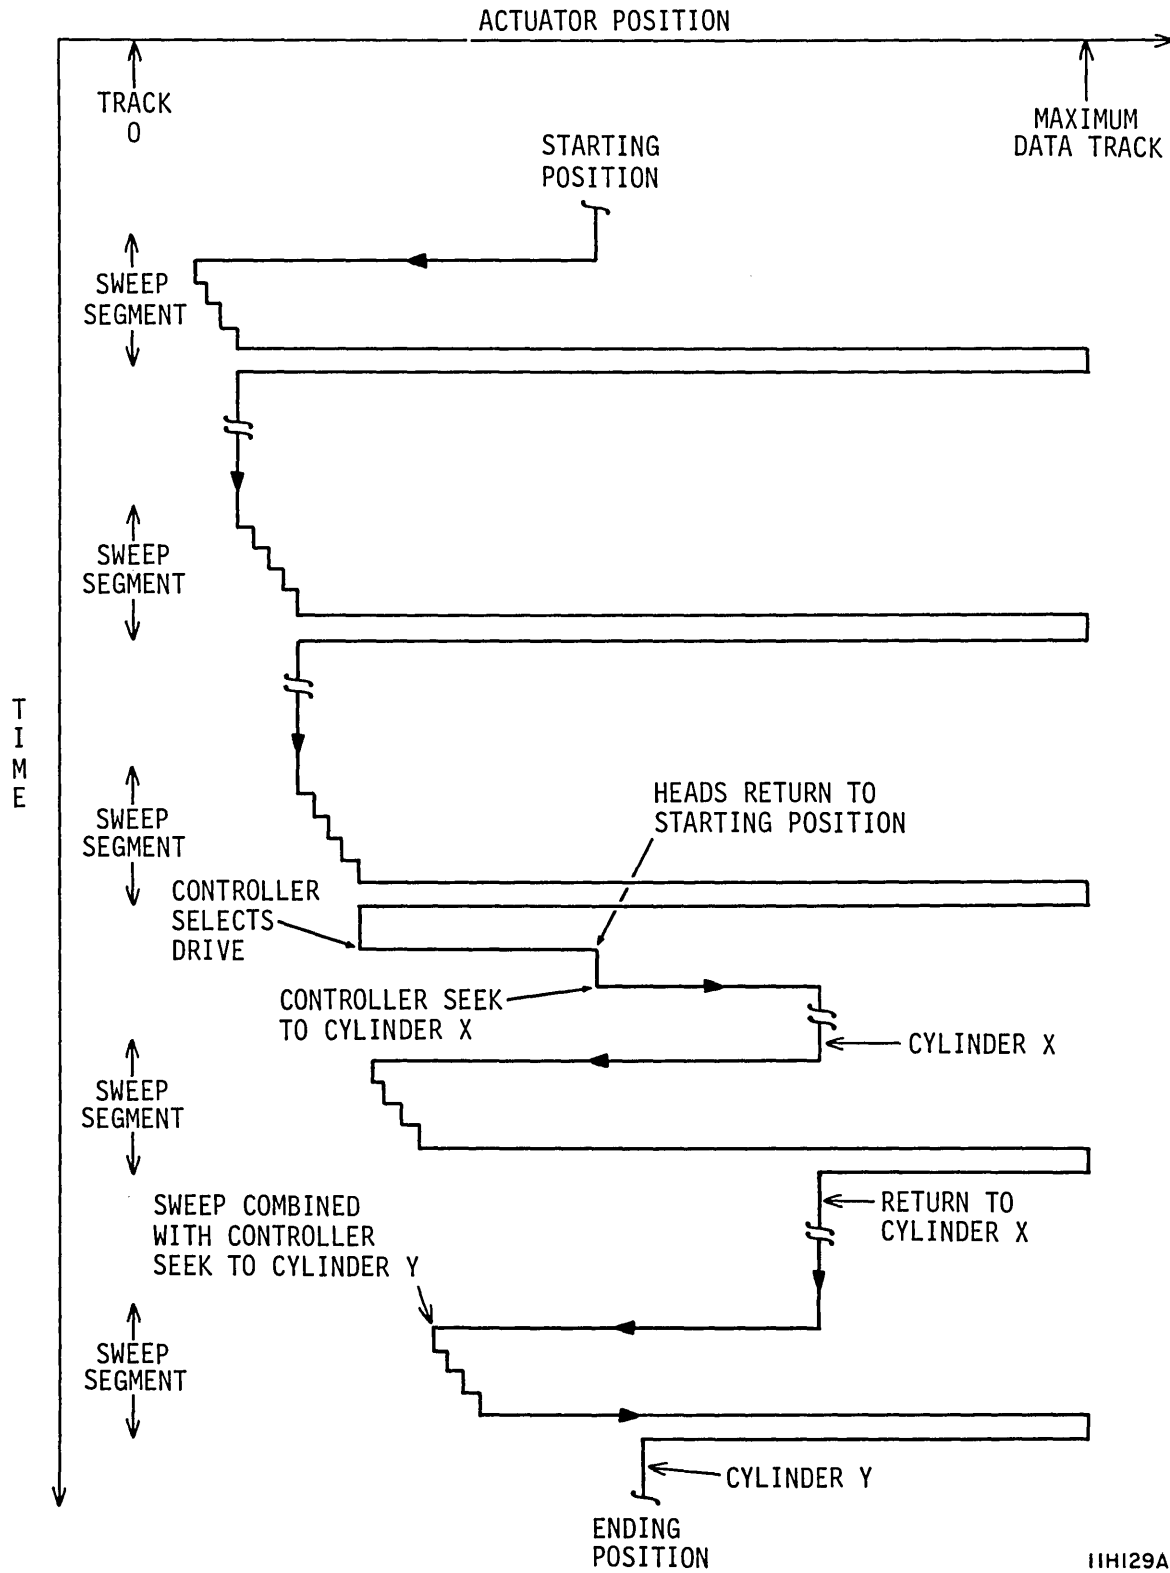 ACTUATOR POSITION
TRACK
0
MAXIMUM
DATA TRACK
STARTING
POSITION
SWEEP
SEGMENT
SWEEP
SEGMENT
TIME
HEADS RETURN TO
STARTING POSITION
SWEEP
SEGMENT
CONTROLLER
SELECTS
DRIVE
CONTROLLER SEEK
TO CYLINDER X
CYLINDER X
SWEEP
SEGMENT
SWEEP COMBINED
WITH CONTROLLER
SEEK TO CYLINDER Y
RETURN TO
CYLINDER X
SWEEP
SEGMENT
CYLINDER Y
ENDING
POSITION
11H129A